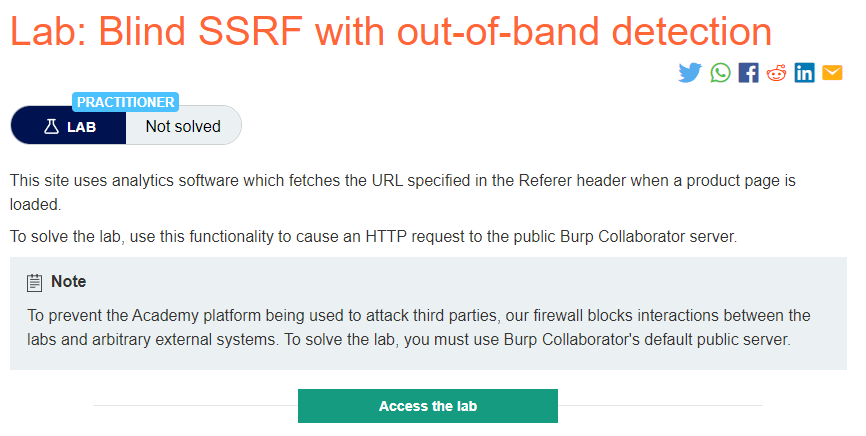 Lab: Blind SSRF with out-of-band detection
PRACTITIONER
LAB
Not solved
This site uses analytics software which fetches the URL specified in the Referer header when a product page is
loaded.
To solve the lab, use this functionality to cause an HTTP request to the public Burp Collaborator server.
Note
To prevent the Academy platform being used to attack third parties, our firewall blocks interactions between the
labs and arbitrary external systems. To solve the lab, you must use Burp Collaborator's default public server.
Access the lab